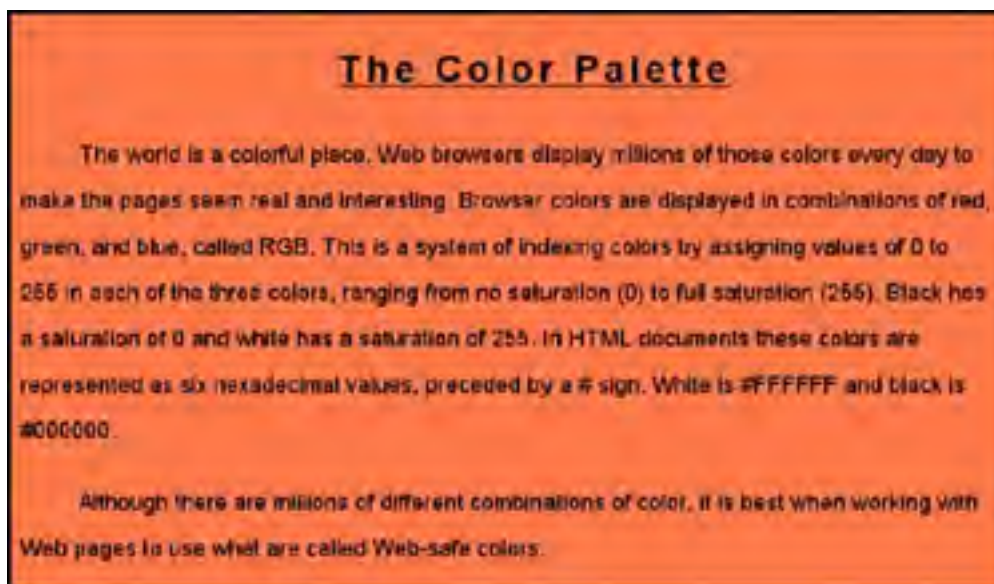 The Color Palette
The world is a colorful place. Web browsers display millions of those colors every day to
make the pages seem real and interesting. Browser colors are displayed in combinations of red,
green, and blue, called RGB. This is a system of indexing colors by assigning values of 0 to
255 in each of the three colors, ranging from no saturation (0) to full saturation (255). Black has
a saturation of 0 and white has a saturation of 255. In HTML documents these colors are
represented as six hexadecimal values, preceded by a # sign. White is #FFFFFF and black is
#000000.
Although there are millions of different combinations of color, it is best when working with
Web pages to use what are called Web-safe colors.